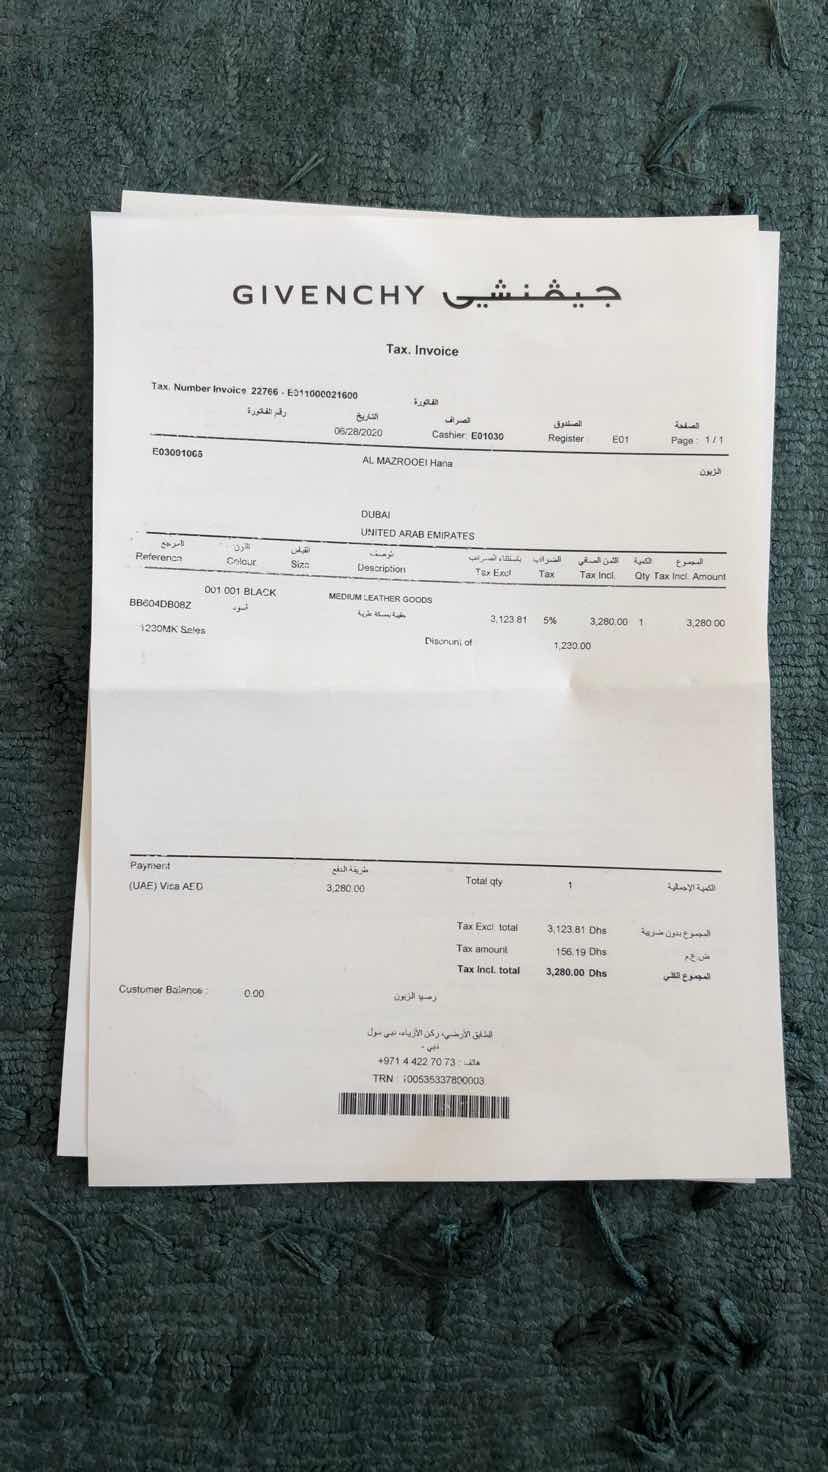 GIVENCHY جيڤنشي
Tax. Invoice
Tax. Number Invoice 22766 - E011000021600 الفاتورة
رقم الفاتورة التاريخ الصراف الصندوق الصفحة
06/28/2020 Cashier: E01030 Register E01 Page : 1 / 1
E03001065 AL MAZROOEI Hana الزبون
DUBAI
UNITED ARAB EMIRATES
المرجع اللون القياس الوصف باستثناء الضرائب الضرائب الثمن الصافي الكمية المجموع
Reference Colour Size Description Tax Excl Tax Tax Incl. Qty Tax Incl. Amount
001 001 BLACK MEDIUM LEATHER GOODS
BB604DB08Z أسود حقيبة بمسكة طرية 3,123.81 5% 3,280.00 1 3,280.00
1230MK Sales Discount of 1,230.00
Payment طريقة الدفع Total qty 1 الكمية الإجمالية
(UAE) Visa AED 3,280.00
Tax Excl. total 3,123.81 Dhs المجموع بدون ضريبة
Tax amount 156.19 Dhs ض.ع.م
Tax Incl. total 3,280.00 Dhs المجموع الكلي
Customer Balance : 0.00 رصيد الزبون
الطابق الأرضي، ركن الأزياء، دبي مول
دبي -
هاتف : +971 4 422 70 73
TRN : 100535337800003